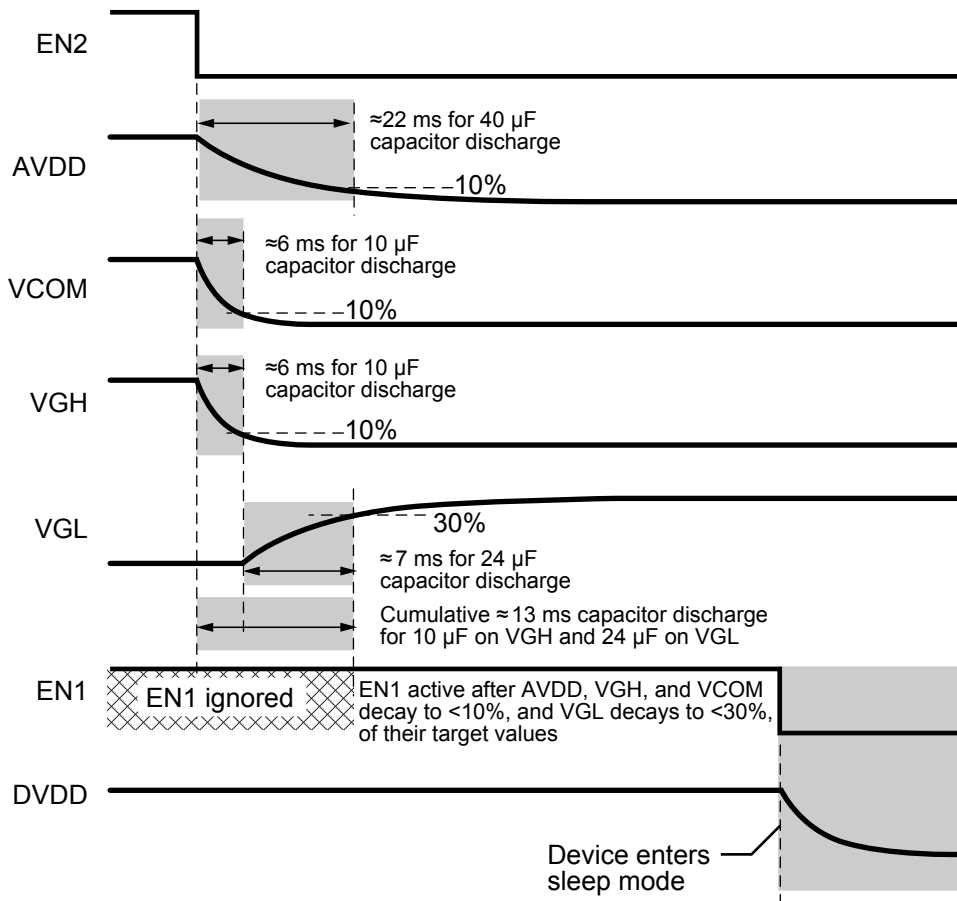 EN2
≈22 ms for 40 µF
capacitor discharge
AVDD
10%
≈6 ms for 10 µF
capacitor discharge
VCOM
10%
≈6 ms for 10 µF
capacitor discharge
VGH
10%
VGL
30%
≈7 ms for 24 µF
capacitor discharge
Cumulative ≈13 ms capacitor discharge
for 10 µF on VGH and 24 µF on VGL
EN1
EN1 ignored
EN1 active after AVDD, VGH, and VCOM
decay to <10%, and VGL decays to <30%,
of their target values
DVDD
Device enters
sleep mode